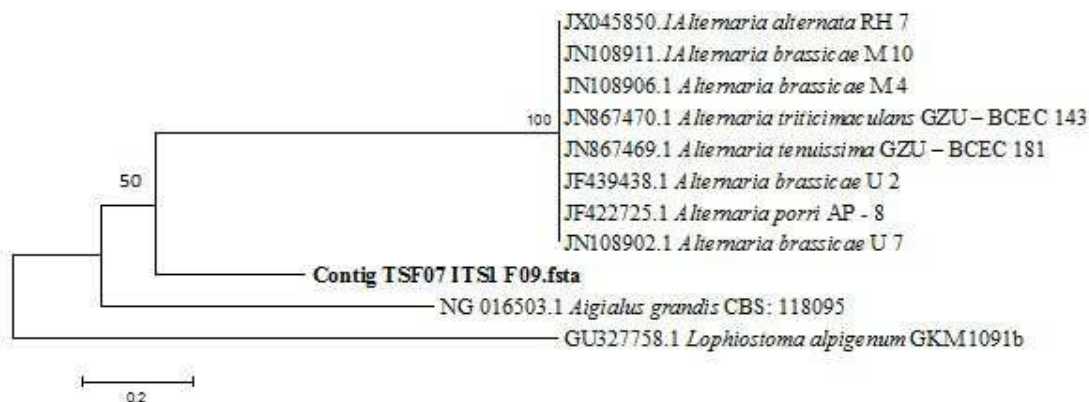 JX045850.1Alternaria alternata RH 7
JN108911.1Alternaria brassicae M 10
JN108906.1 Alternaria brassicae M 4
100
JN867470.1 Alternaria triticimaculans GZU – BCEC 143
JN867469.1 Alternaria tenuissima GZU – BCEC 181
50
JF439438.1 Alternaria brassicae U 2
JF422725.1 Alternaria porri AP - 8
JN108902.1 Alternaria brassicae U 7
Contig TSF07 ITS1 F09.fsta
NG 016503.1 Aigialus grandis CBS: 118095
GU327758.1 Lophiostoma alpigenum GKM1091b
0.2